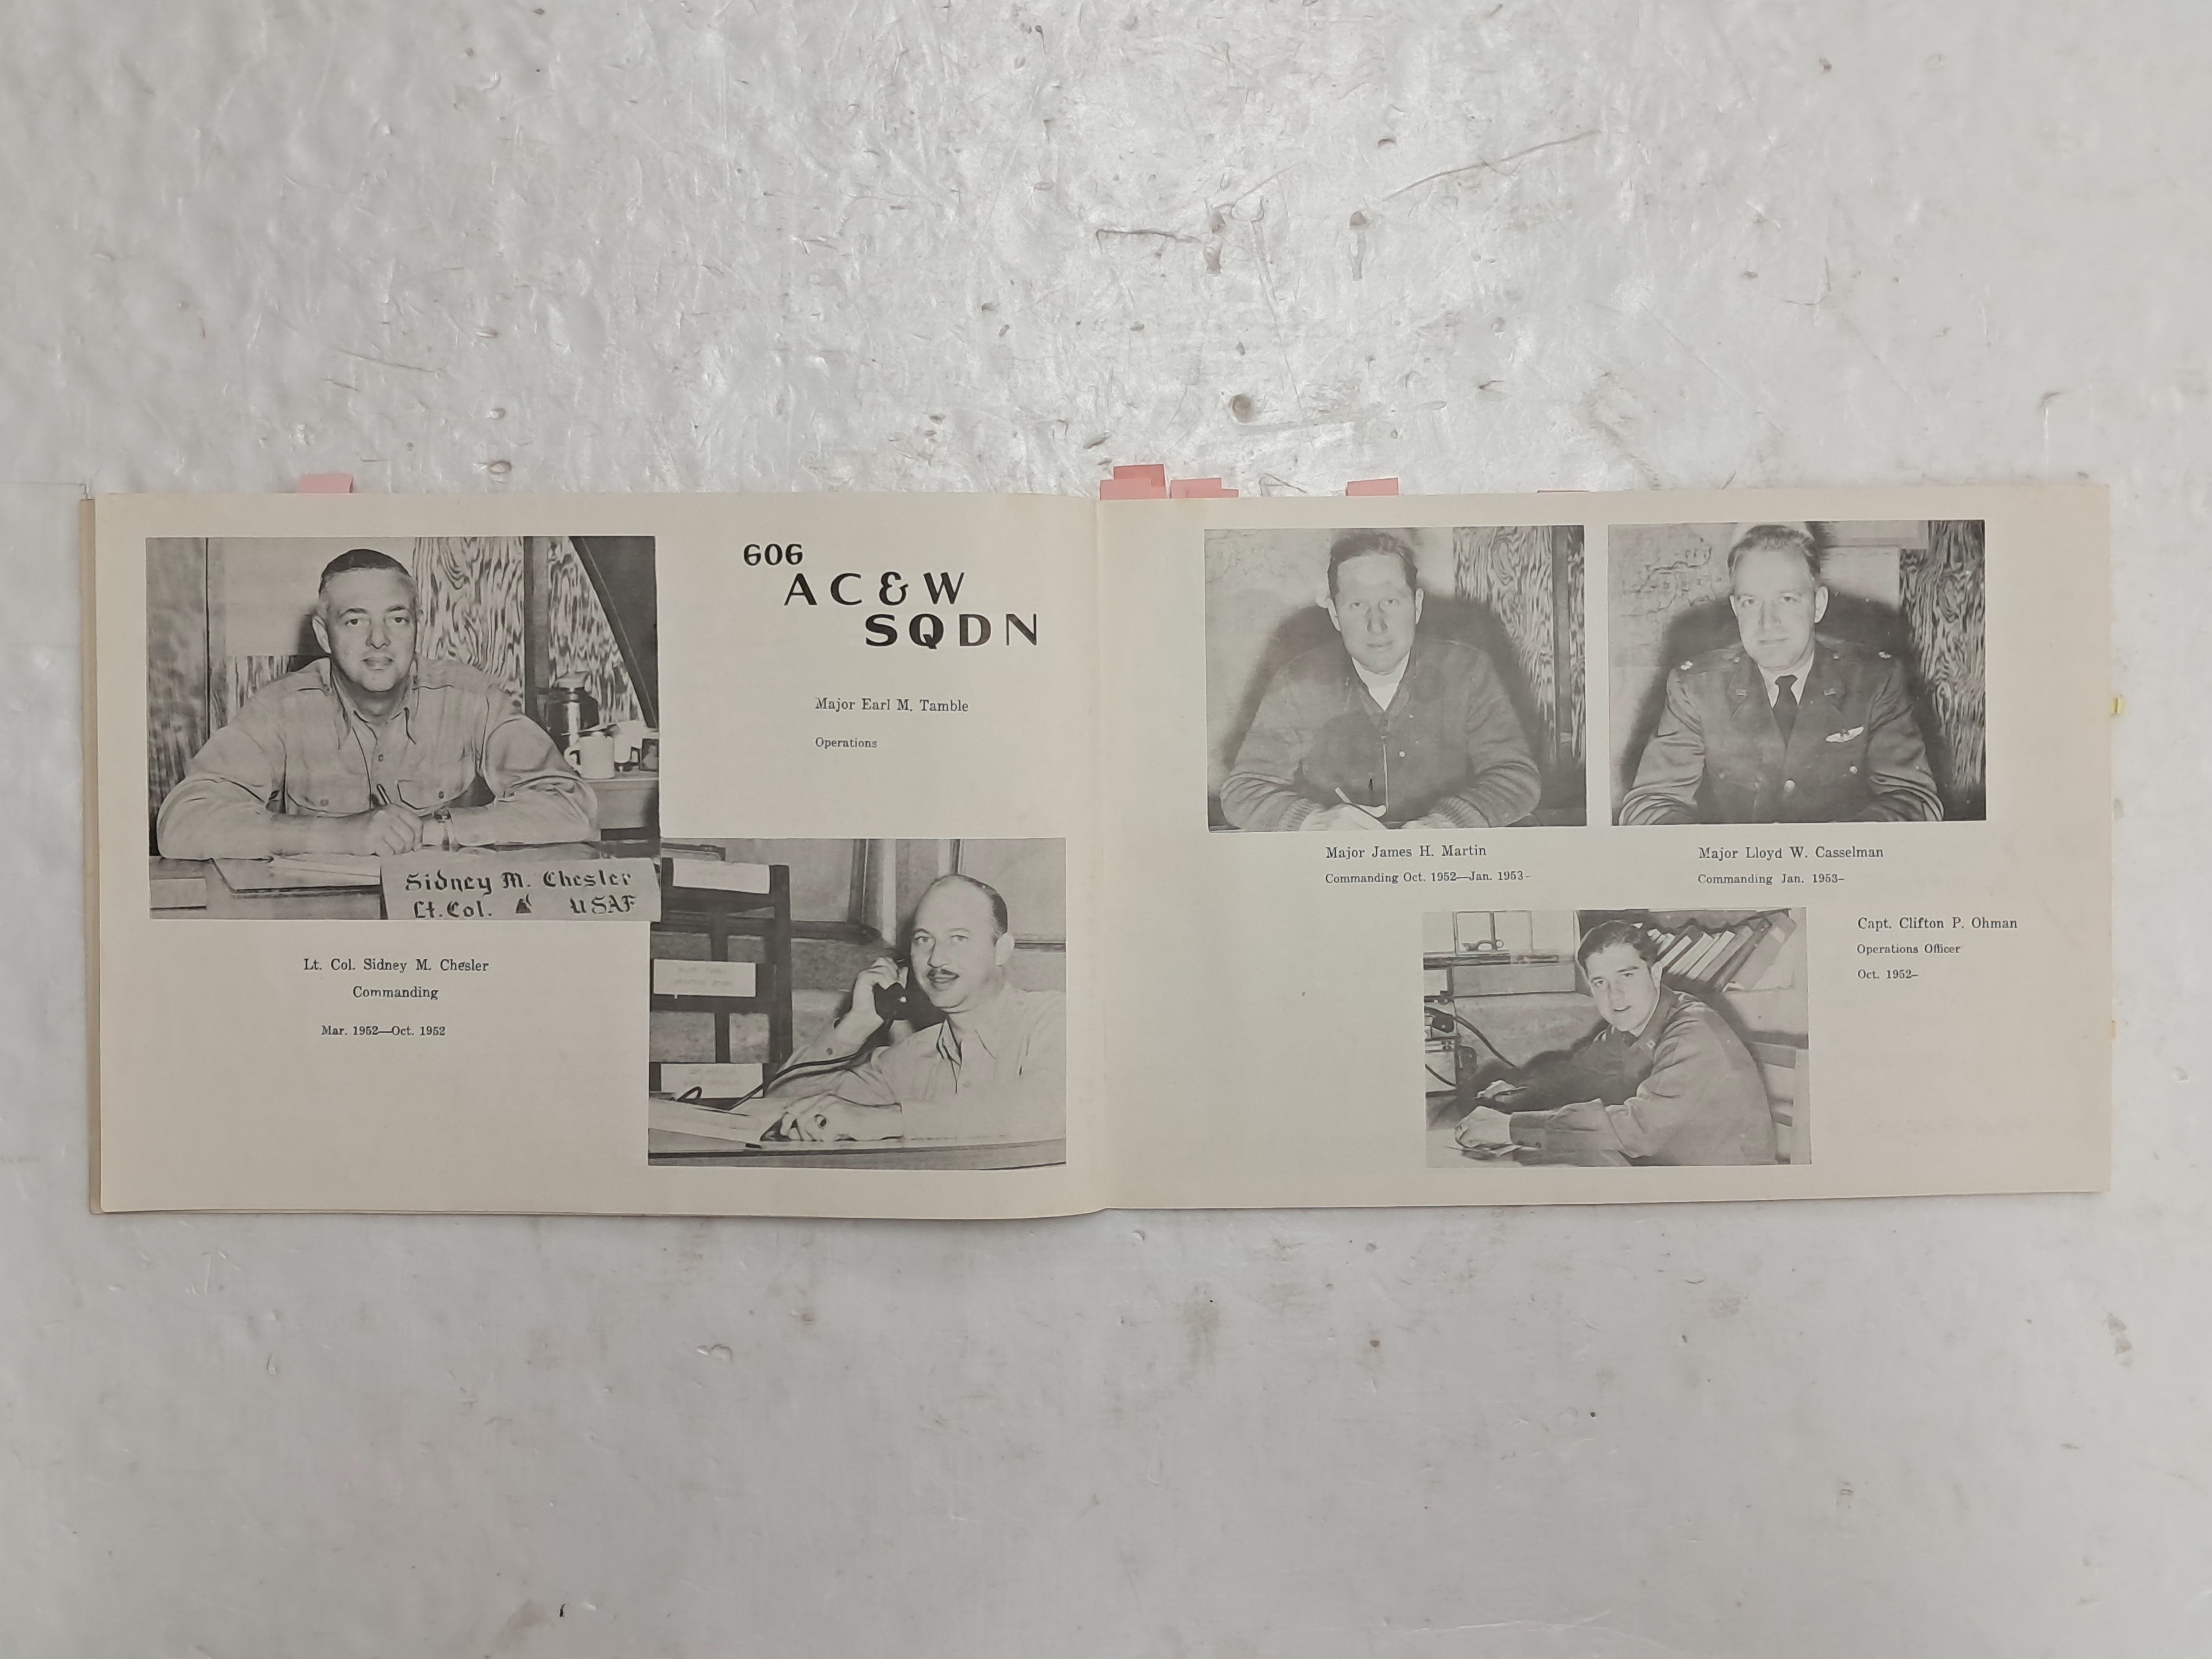 606
AC&W
SQDN
Major Earl M. Tamble
Operations
Sidney M. Chesler
Lt. Col. USAF
Lt. Col. Sidney M. Chesler
Commanding
Mar. 1952—Oct. 1952
Major James H. Martin
Commanding Oct. 1952—Jan. 1953-
Major Lloyd W. Casselman
Commanding Jan. 1953–
Capt. Clifton P. Ohman
Operations Officer
Oct. 1952–